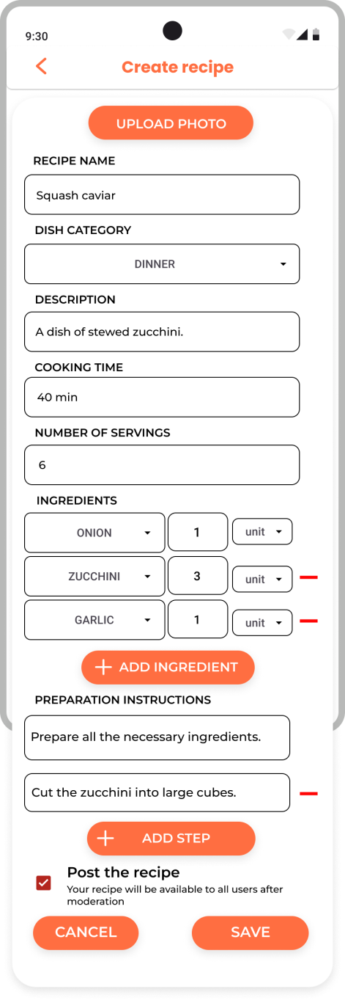 9:30
Create recipe
UPLOAD PHOTO
RECIPE NAME
Squash caviar
DISH CATEGORY
DINNER
DESCRIPTION
A dish of stewed zucchini.
COOKING TIME
40 min
NUMBER OF SERVINGS
6
INGREDIENTS
ONION 1 unit
ZUCCHINI 3 unit
GARLIC 1 unit
ADD INGREDIENT
PREPARATION INSTRUCTIONS
Prepare all the necessary ingredients.
Cut the zucchini into large cubes.
ADD STEP
Post the recipe
Your recipe will be available to all users after
moderation
CANCEL SAVE